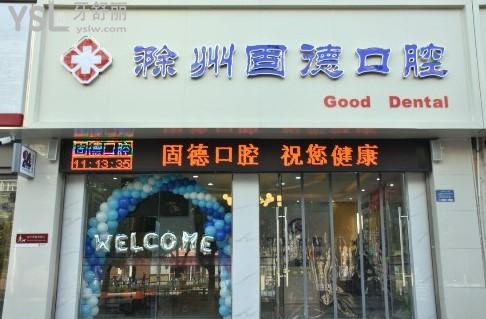 YSL 牙舒丽
yslw.com
滁州固德口腔
Good Dental
固德口腔
11:13:35
固德口腔 祝您健康
WELCOME